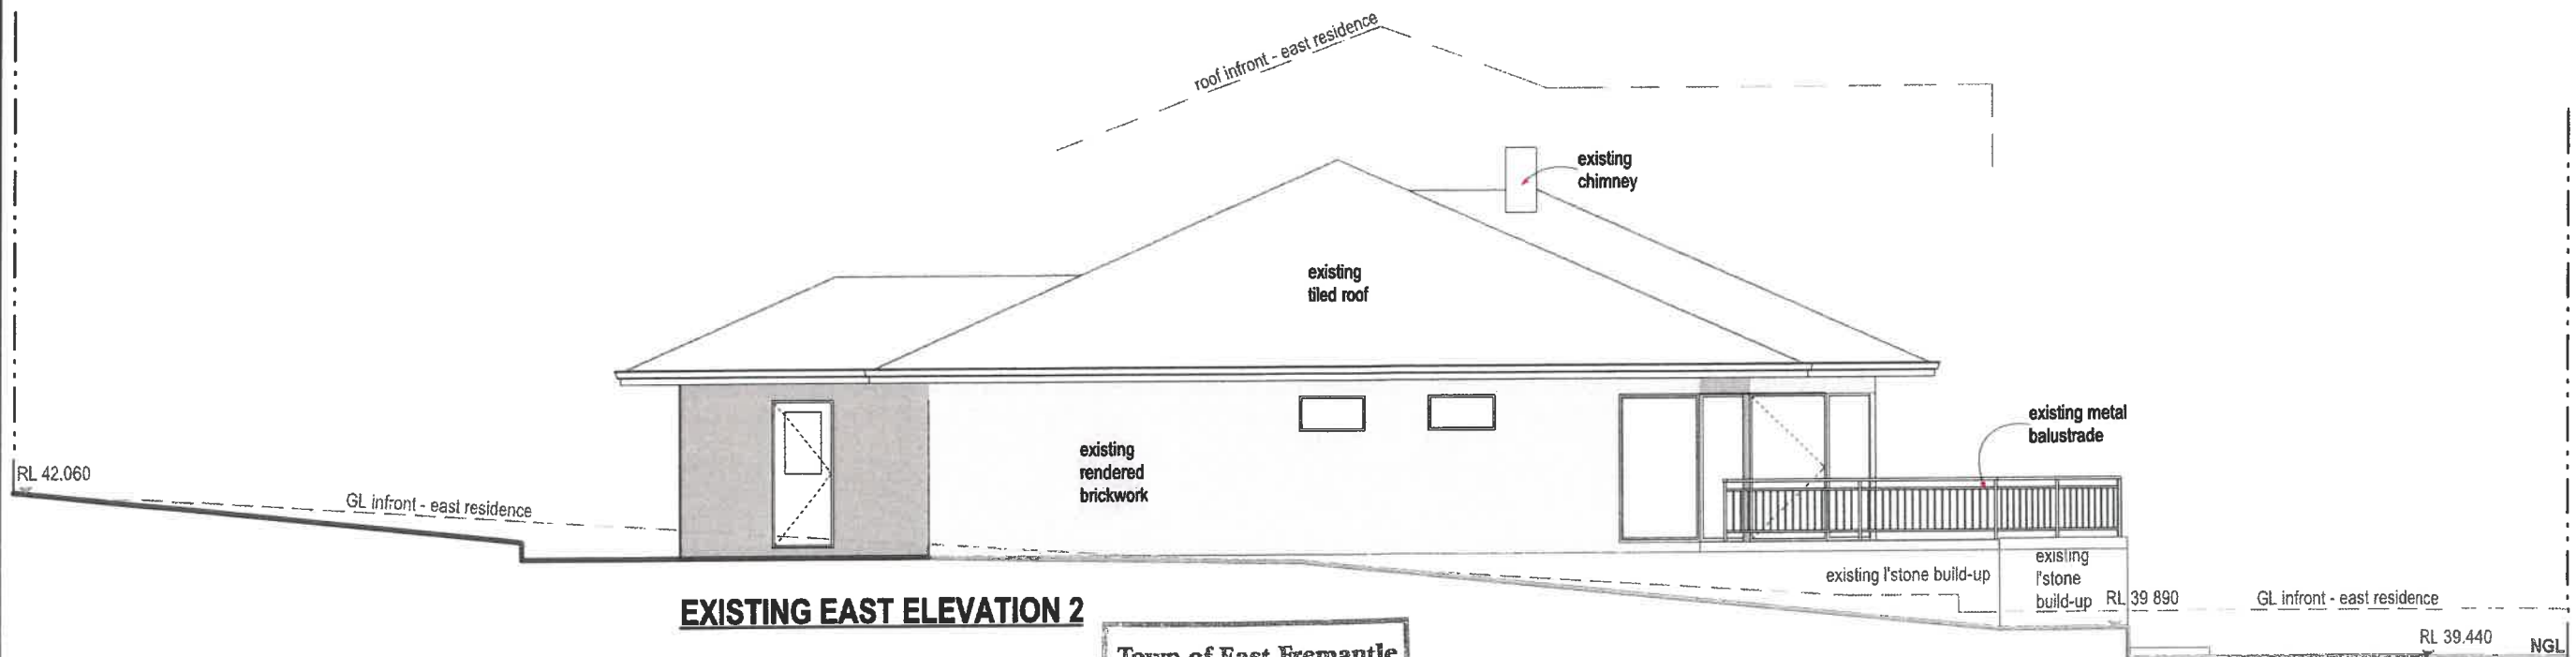 roof infront - east residence
existing
chimney
existing
tiled roof
existing metal
balustrade
existing
rendered
brickwork
RL 42.060
GL infront - east residence
existing l'stone build-up
existing
l'stone
build-up
RL 39 890
GL infront - east residence
EXISTING EAST ELEVATION 2
RL 39.440
NGL
Town of East Fremantle